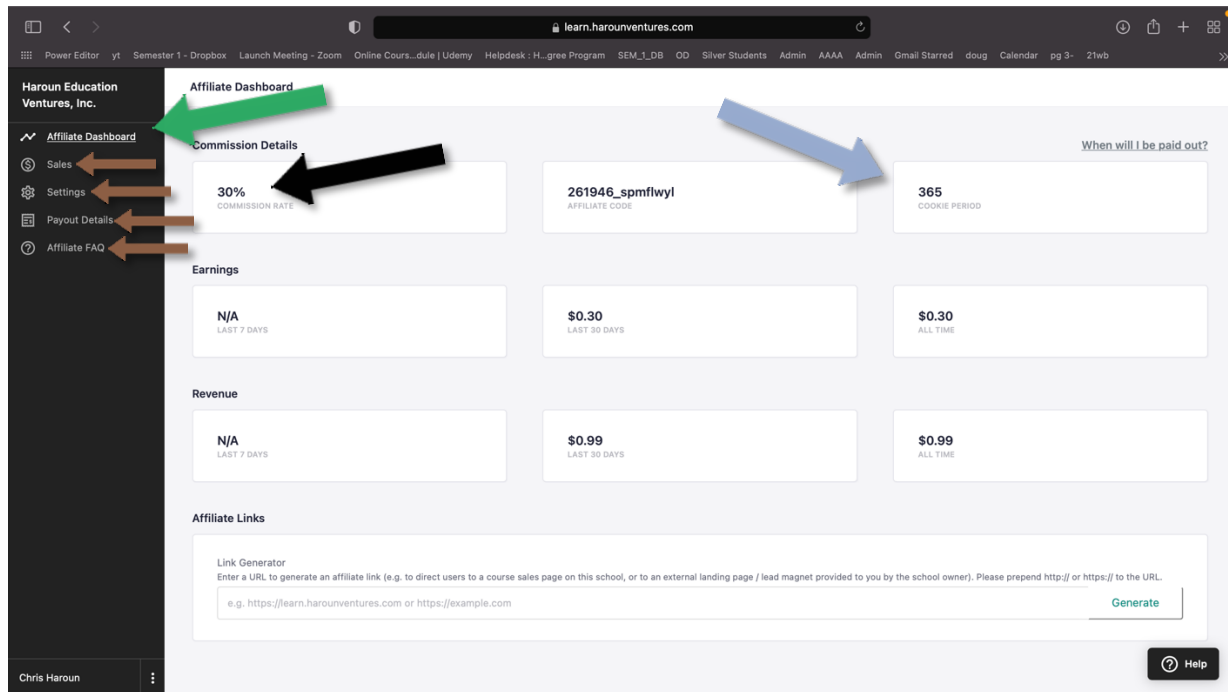 learn.harounventures.com
Power Editor yt Semester 1 - Dropbox Launch Meeting - Zoom Online Cours...dule | Udemy Helpdesk : H...gree Program SEM_1_DB OD Silver Students Admin AAAA Admin Gmail Starred doug Calendar pg 3- 21wb
Haroun Education
Ventures, Inc.
Affiliate Dashboard
Sales
Settings
Payout Details
Affiliate FAQ
Chris Haroun
Affiliate Dashboard
Commission Details
When will I be paid out?
30%
COMMISSION RATE
261946_spmflwyl
AFFILIATE CODE
365
COOKIE PERIOD
Earnings
N/A
LAST 7 DAYS
$0.30
LAST 30 DAYS
$0.30
ALL TIME
Revenue
N/A
LAST 7 DAYS
$0.99
LAST 30 DAYS
$0.99
ALL TIME
Affiliate Links
Link Generator
Enter a URL to generate an affiliate link (e.g. to direct users to a course sales page on this school, or to an external landing page / lead magnet provided to you by the school owner). Please prepend http:// or https:// to the URL.
e.g. https://learn.harounventures.com or https://example.com
Generate
Help